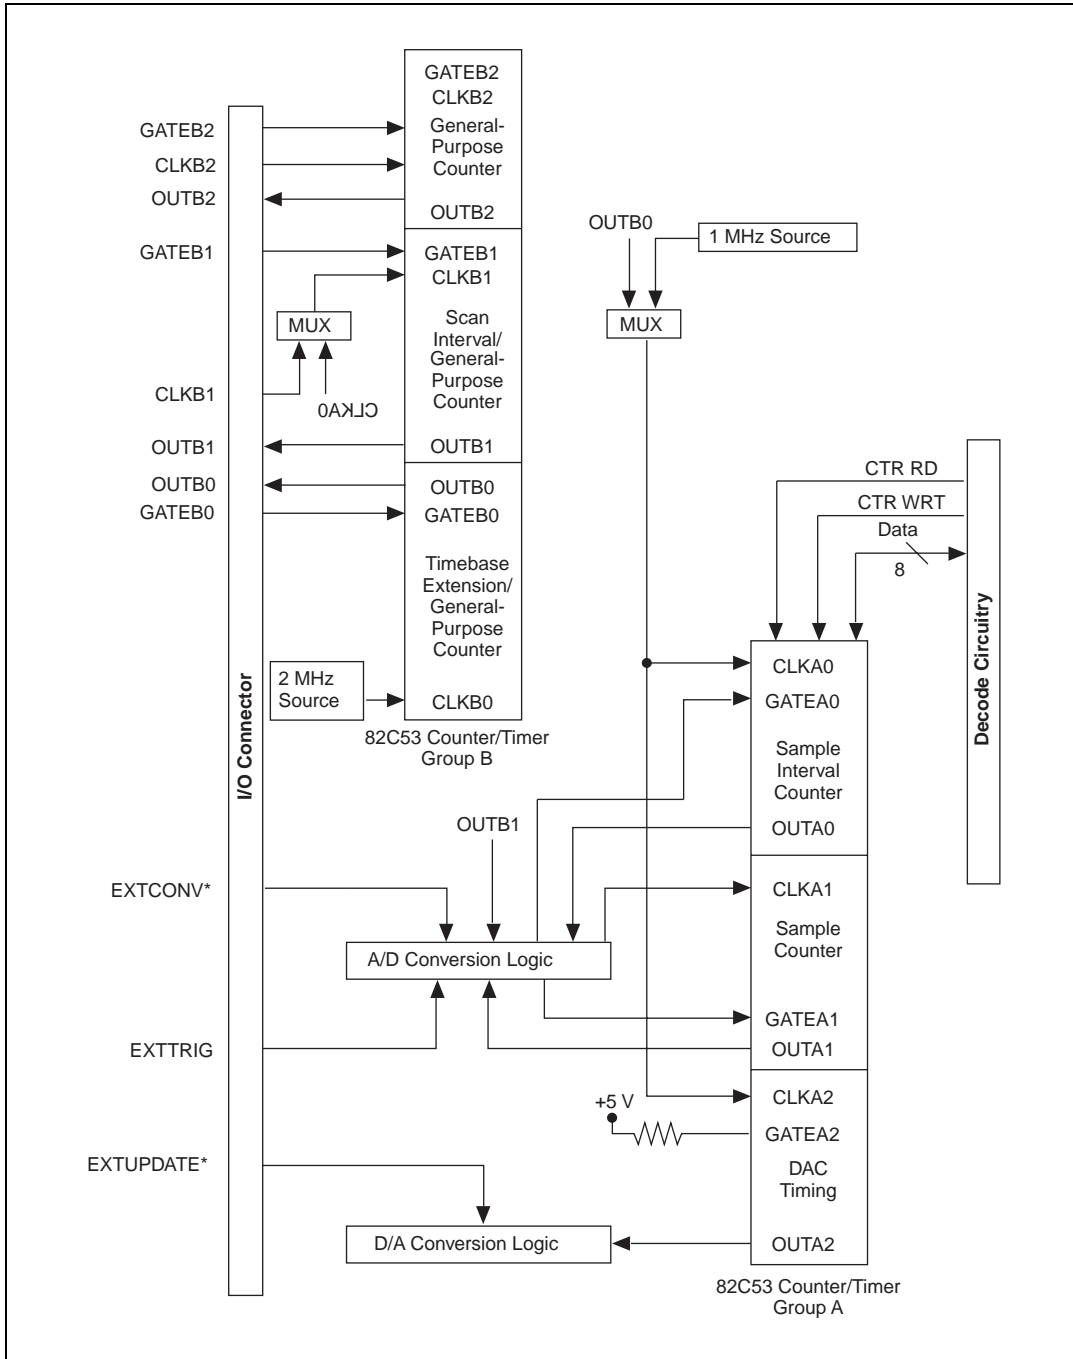 GATEB2
CLKB2
General-
Purpose
Counter
OUTB2
GATEB2
CLKB2
OUTB2
GATEB1
GATEB1
CLKB1
MUX
Scan
Interval/
General-
Purpose
Counter
CLKB1
CLKA0
OUTB1
OUTB1
OUTB0
OUTB0
GATEB0
GATEB0
Timebase
Extension/
General-
Purpose
Counter
2 MHz
Source
CLKB0
82C53 Counter/Timer
Group B
I/O Connector
OUTB0
1 MHz Source
MUX
CTR RD
CTR WRT
Data
8
Decode Circuitry
CLKA0
GATEA0
Sample
Interval
Counter
OUTA0
OUTB1
EXTCONV*
CLKA1
Sample
Counter
A/D Conversion Logic
GATEA1
EXTTRIG
OUTA1
+5 V
CLKA2
GATEA2
EXTUPDATE*
DAC
Timing
D/A Conversion Logic
OUTA2
82C53 Counter/Timer
Group A